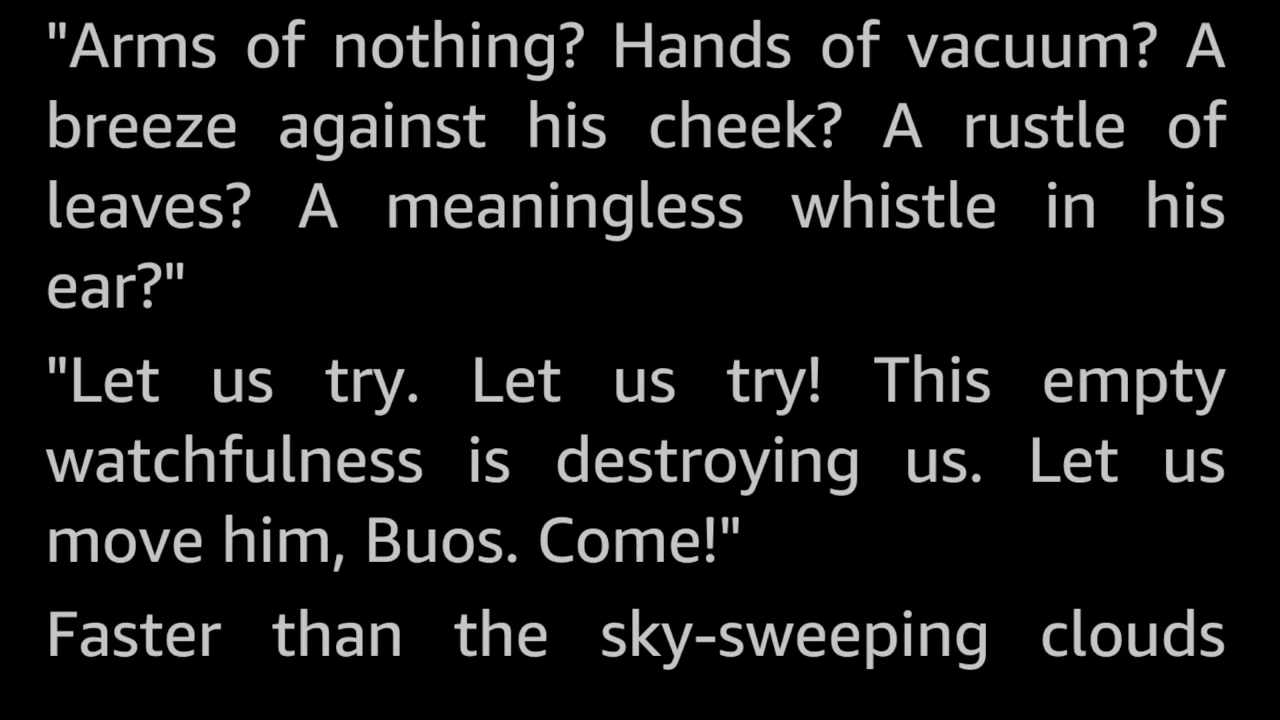 "Arms of nothing? Hands of vacuum? A
breeze against his cheek? A rustle of
leaves? A meaningless whistle in his
ear?"
"Let us try. Let us try! This empty
watchfulness is destroying us. Let us
move him, Buos. Come!"
Faster than the sky-sweeping clouds